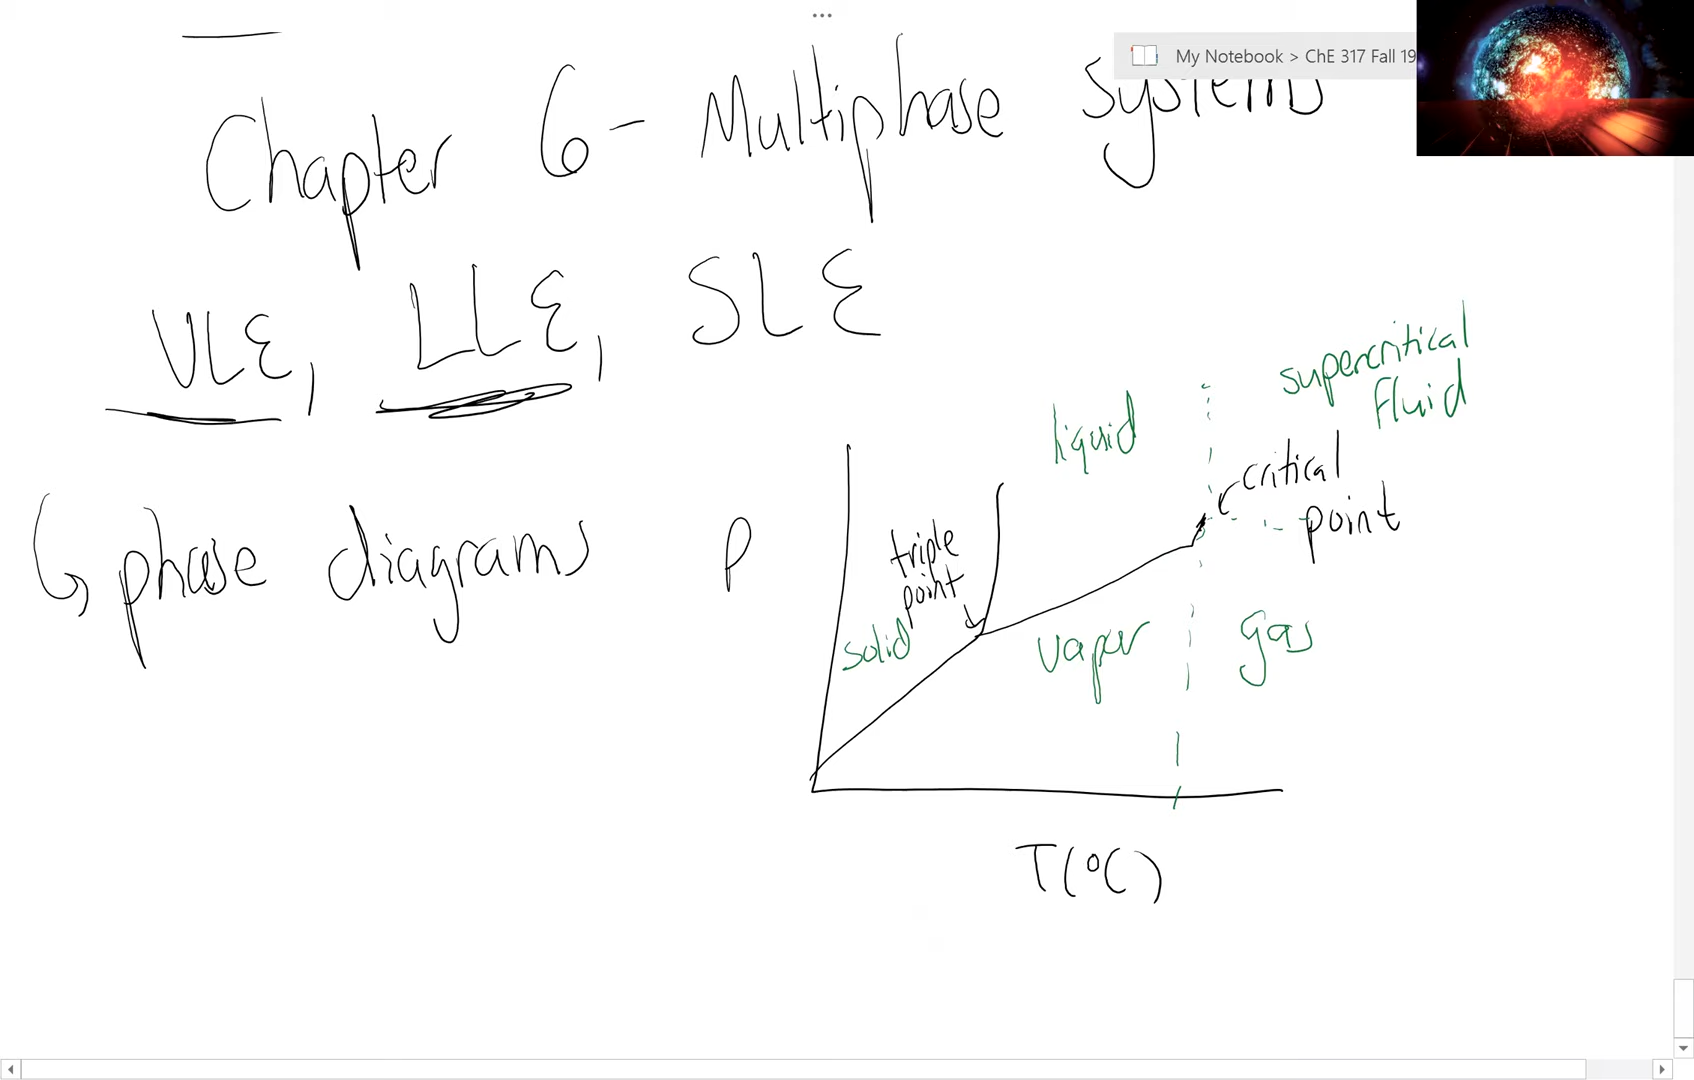 My Notebook > ChE 317 Fall 19
Chapter 6 - Multiphase Systems
VLE, LLE, SLE
supercritical
fluid
liquid
critical
point
phase diagrams
P
triple
point
solid
vapor
gas
T(°C)